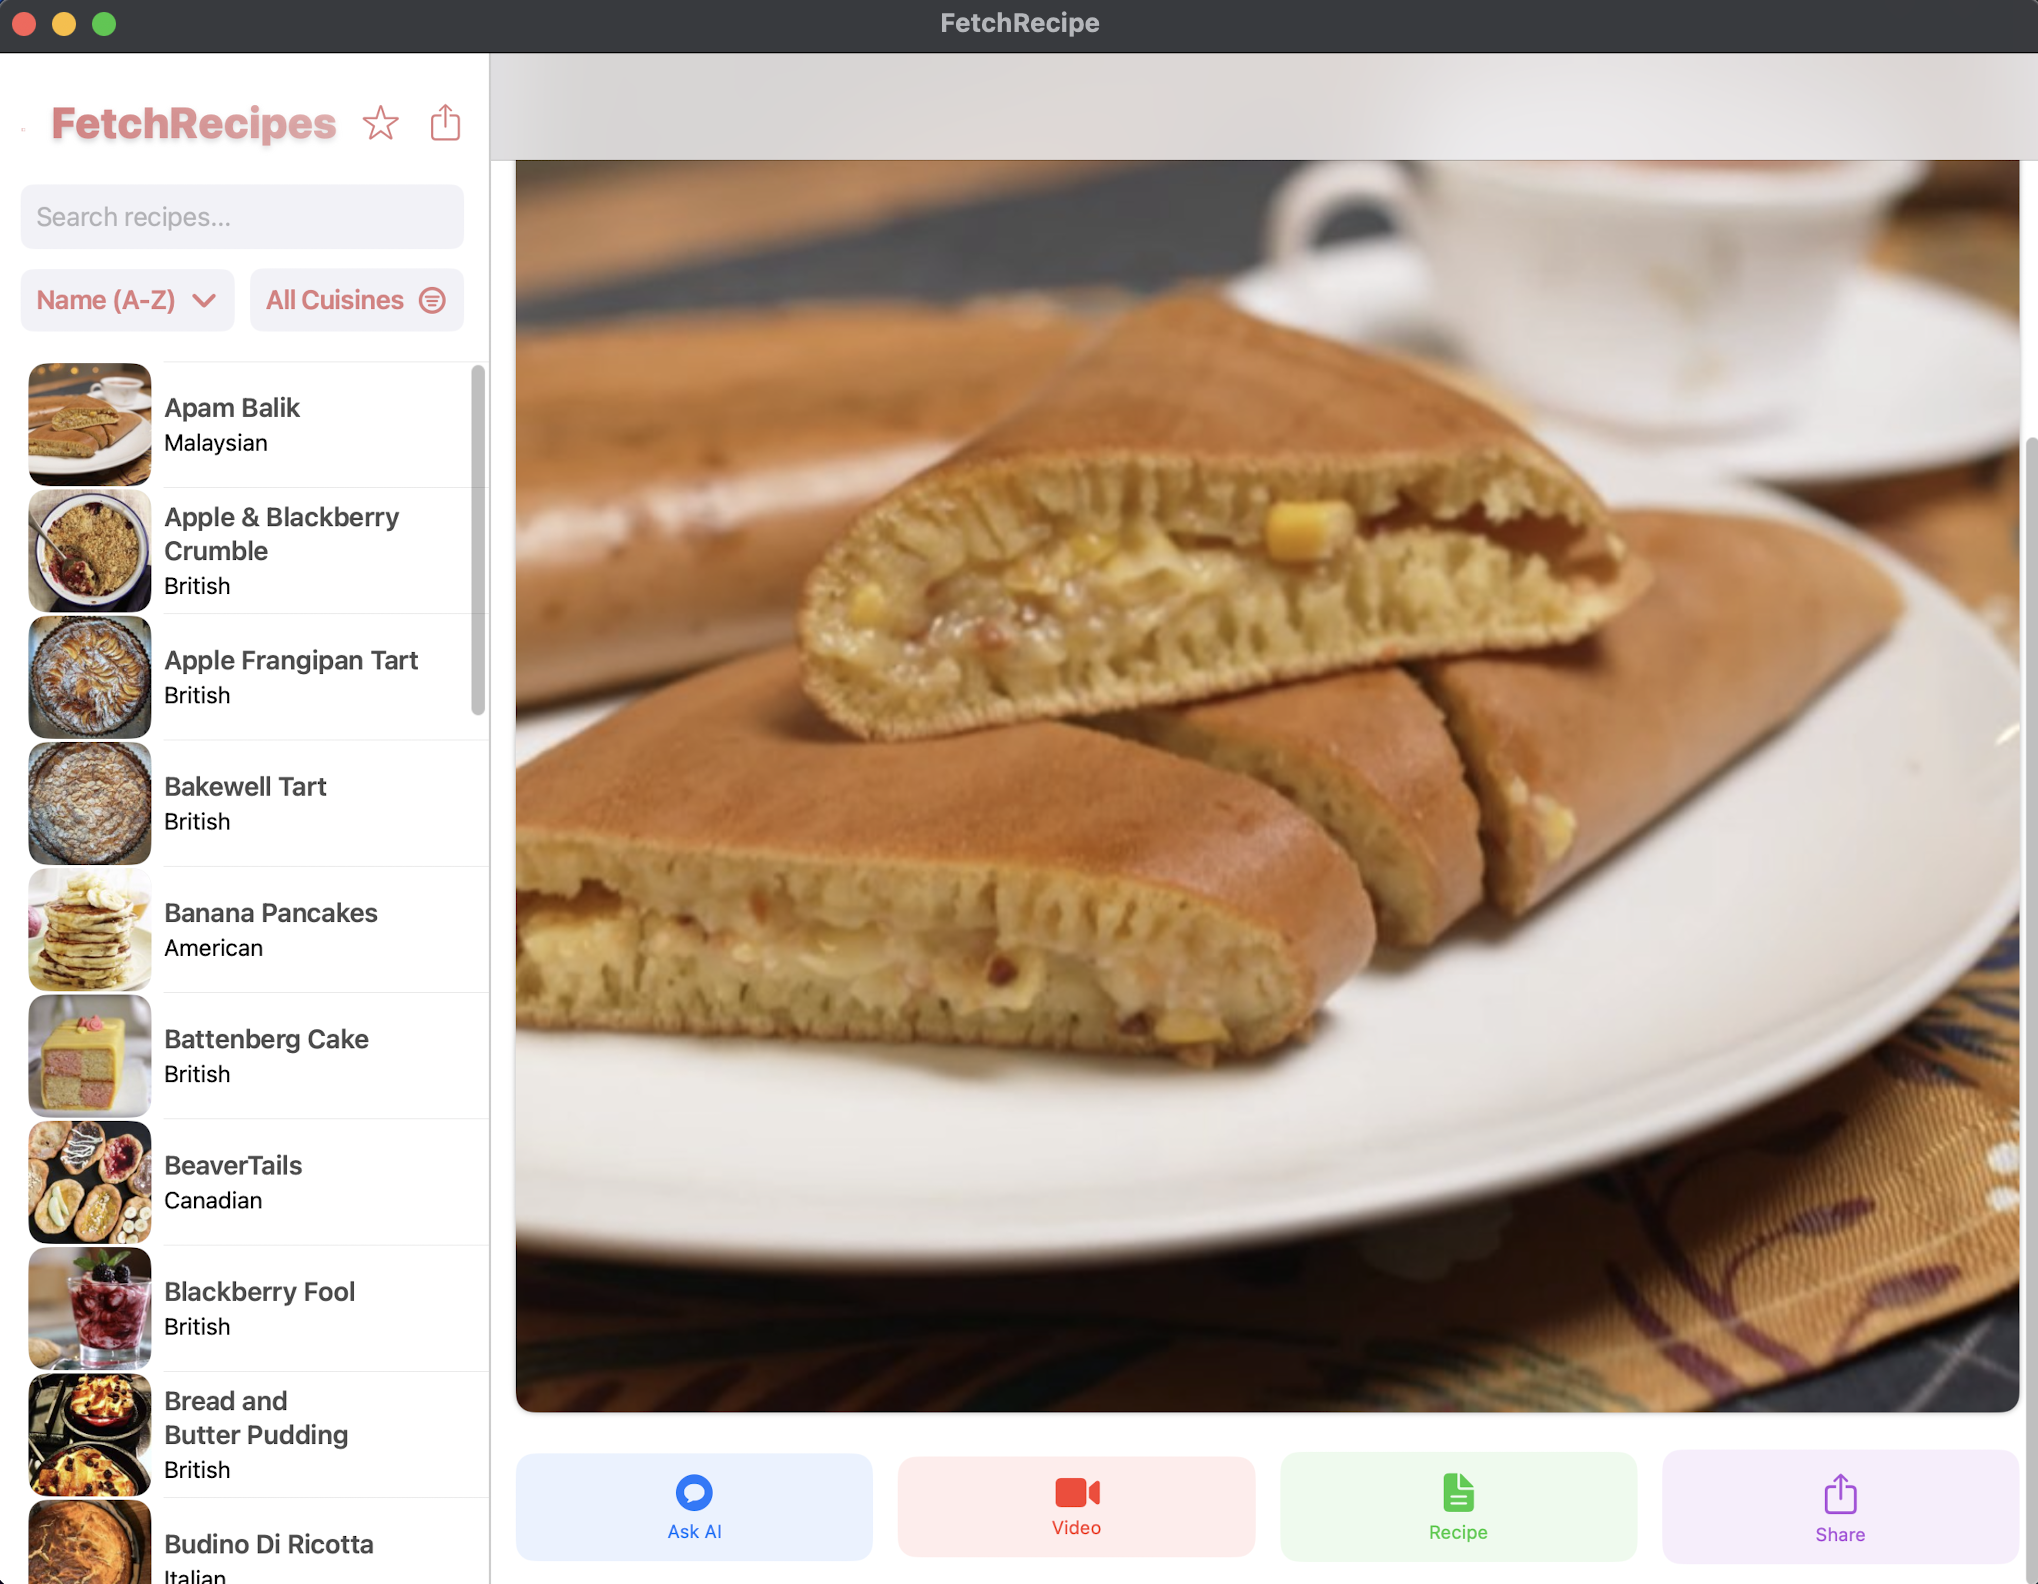 FetchRecipe
FetchRecipes
Search recipes...
Name (A-Z)
All Cuisines
Apam Balik
Malaysian
Apple & Blackberry
Crumble
British
Apple Frangipan Tart
British
Bakewell Tart
British
Banana Pancakes
American
Battenberg Cake
British
BeaverTails
Canadian
Blackberry Fool
British
Bread and
Butter Pudding
British
Budino Di Ricotta
Italian
Ask AI
Video
Recipe
Share